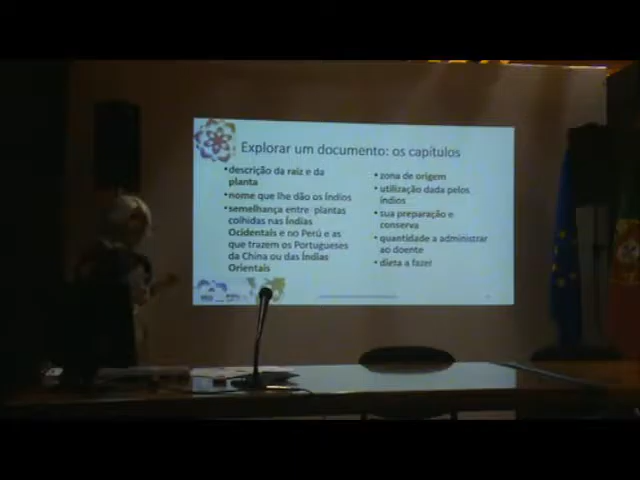 Explorar um documento: os capítulos
•descrição da raiz e da
planta
•nome que lhe dão os Índios
•semelhança entre plantas
colhidas nas Índias
Ocidentais e no Perú e as
que trazem os Portugueses
da China ou das Índias
Orientais
• zona de origem
• utilização dada pelos
índios
• sua preparação e
conserva
• quantidade a administrar
ao doente
• dieta a fazer